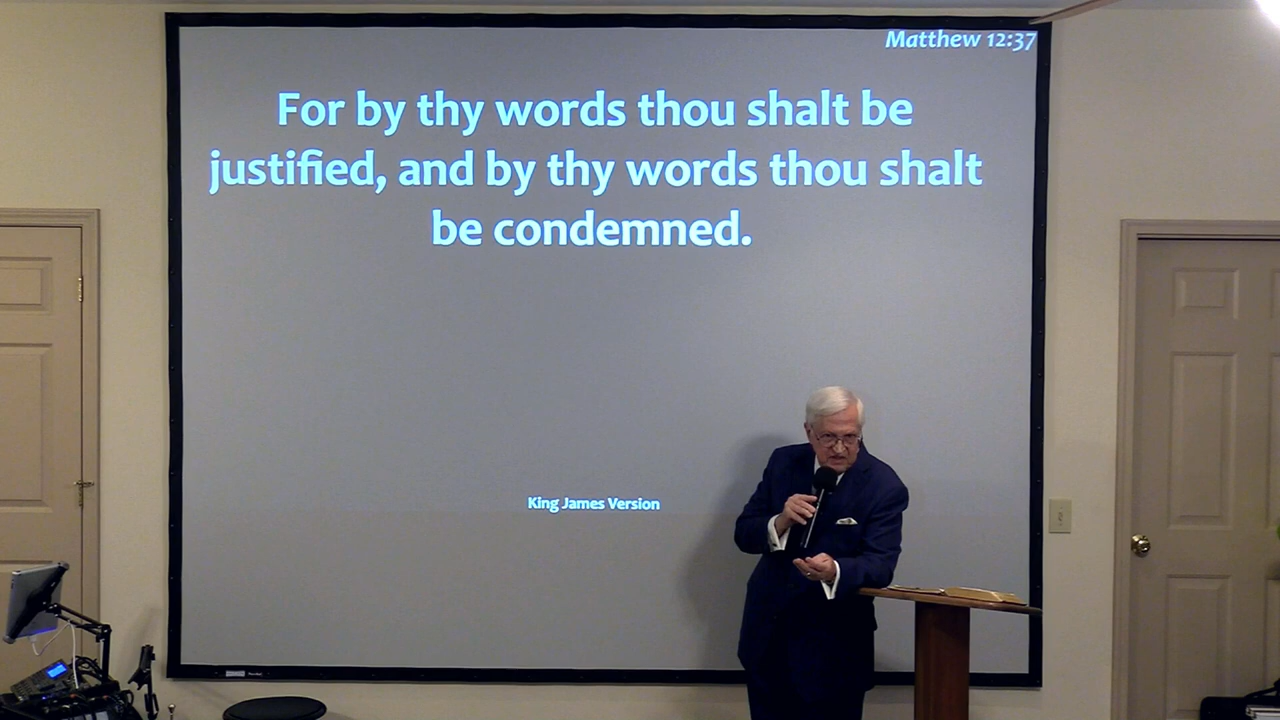 Matthew 12:37
For by thy words thou shalt be
justified, and by thy words thou shalt
be condemned.
King James Version